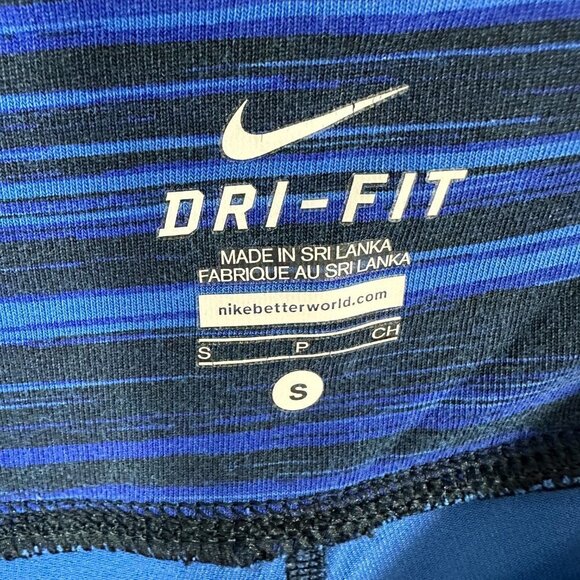 DRI-FIT
MADE IN SRI LANKA
FABRIQUE AU SRI LANKA
nikebetterworld.com
S P CH
S